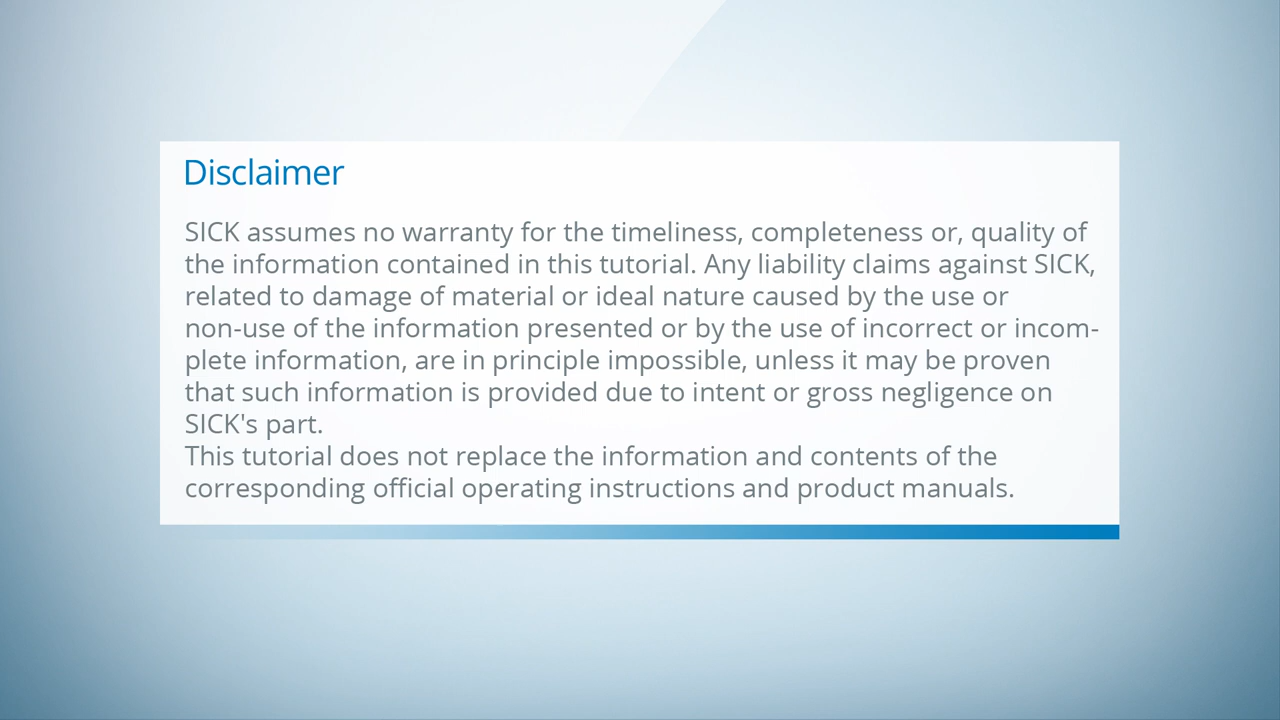 Disclaimer
SICK assumes no warranty for the timeliness, completeness or, quality of
the information contained in this tutorial. Any liability claims against SICK,
related to damage of material or ideal nature caused by the use or
non-use of the information presented or by the use of incorrect or incom-
plete information, are in principle impossible, unless it may be proven
that such information is provided due to intent or gross negligence on
SICK's part.
This tutorial does not replace the information and contents of the
corresponding official operating instructions and product manuals.